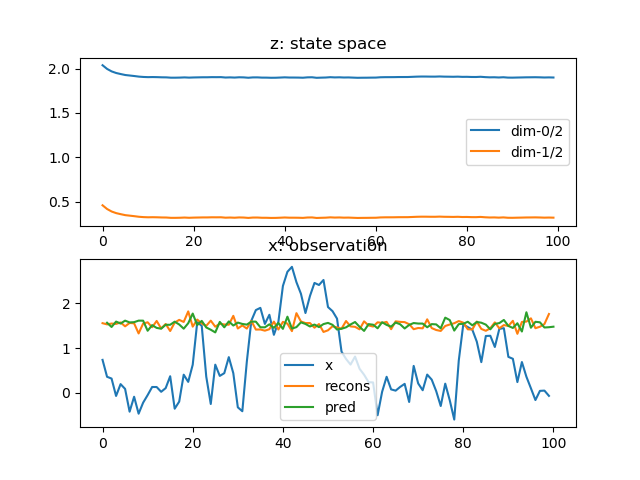 z: state space
2.0
1.5
1.0
0.5
dim-0/2
dim-1/2
0 20 40 60 80 100
x: observation
2
1
0
x
recons
pred
0 20 40 60 80 100